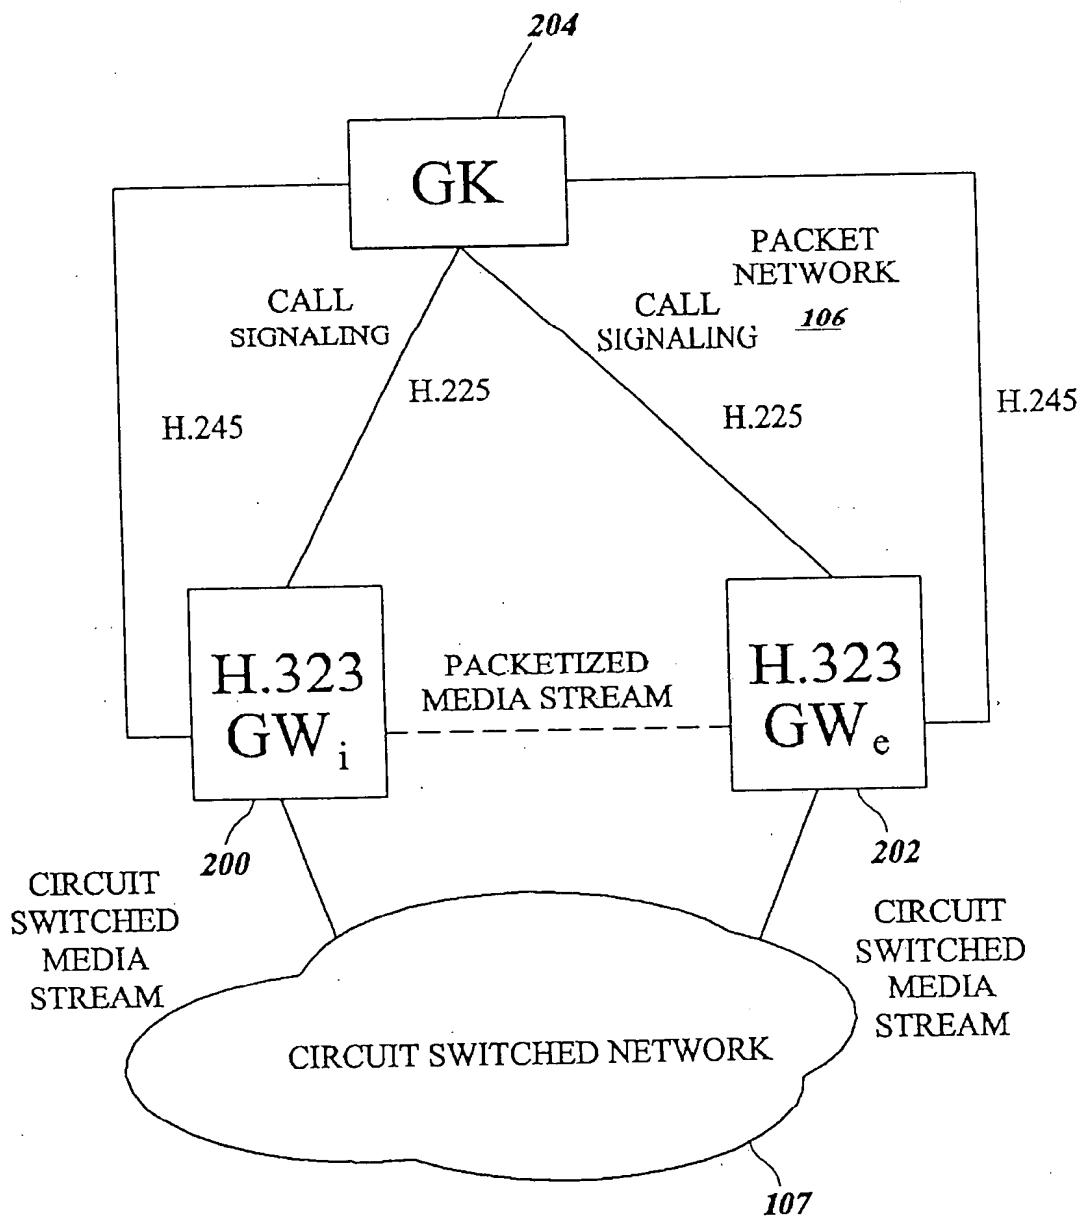 204
GK
PACKET
NETWORK
106
CALL
SIGNALING
CALL
SIGNALING
H.225
H.245
H.225
H.245
H.323
GWi
PACKETIZED
MEDIA STREAM
H.323
GWe
200
202
CIRCUIT
SWITCHED
MEDIA
STREAM
CIRCUIT
SWITCHED
MEDIA
STREAM
CIRCUIT SWITCHED NETWORK
107